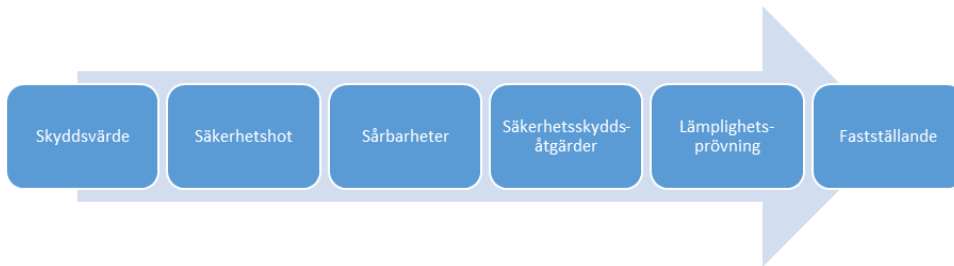 Skyddsvärde
Säkerhetshot
Sårbarheter
Säkerhetsskydds-
åtgärder
Lämplighets-
prövning
Fastställande